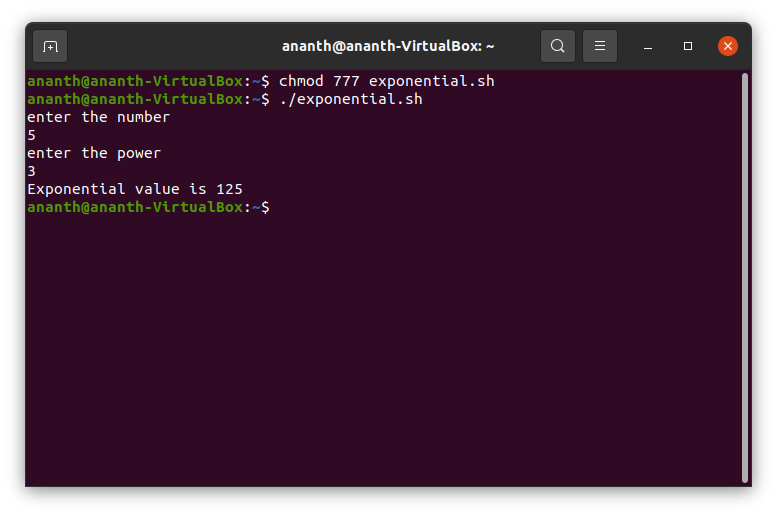 ananth@ananth-VirtualBox: ~
ananth@ananth-VirtualBox:~$ chmod 777 exponential.sh
ananth@ananth-VirtualBox:~$ ./exponential.sh
enter the number
5
enter the power
3
Exponential value is 125
ananth@ananth-VirtualBox:~$